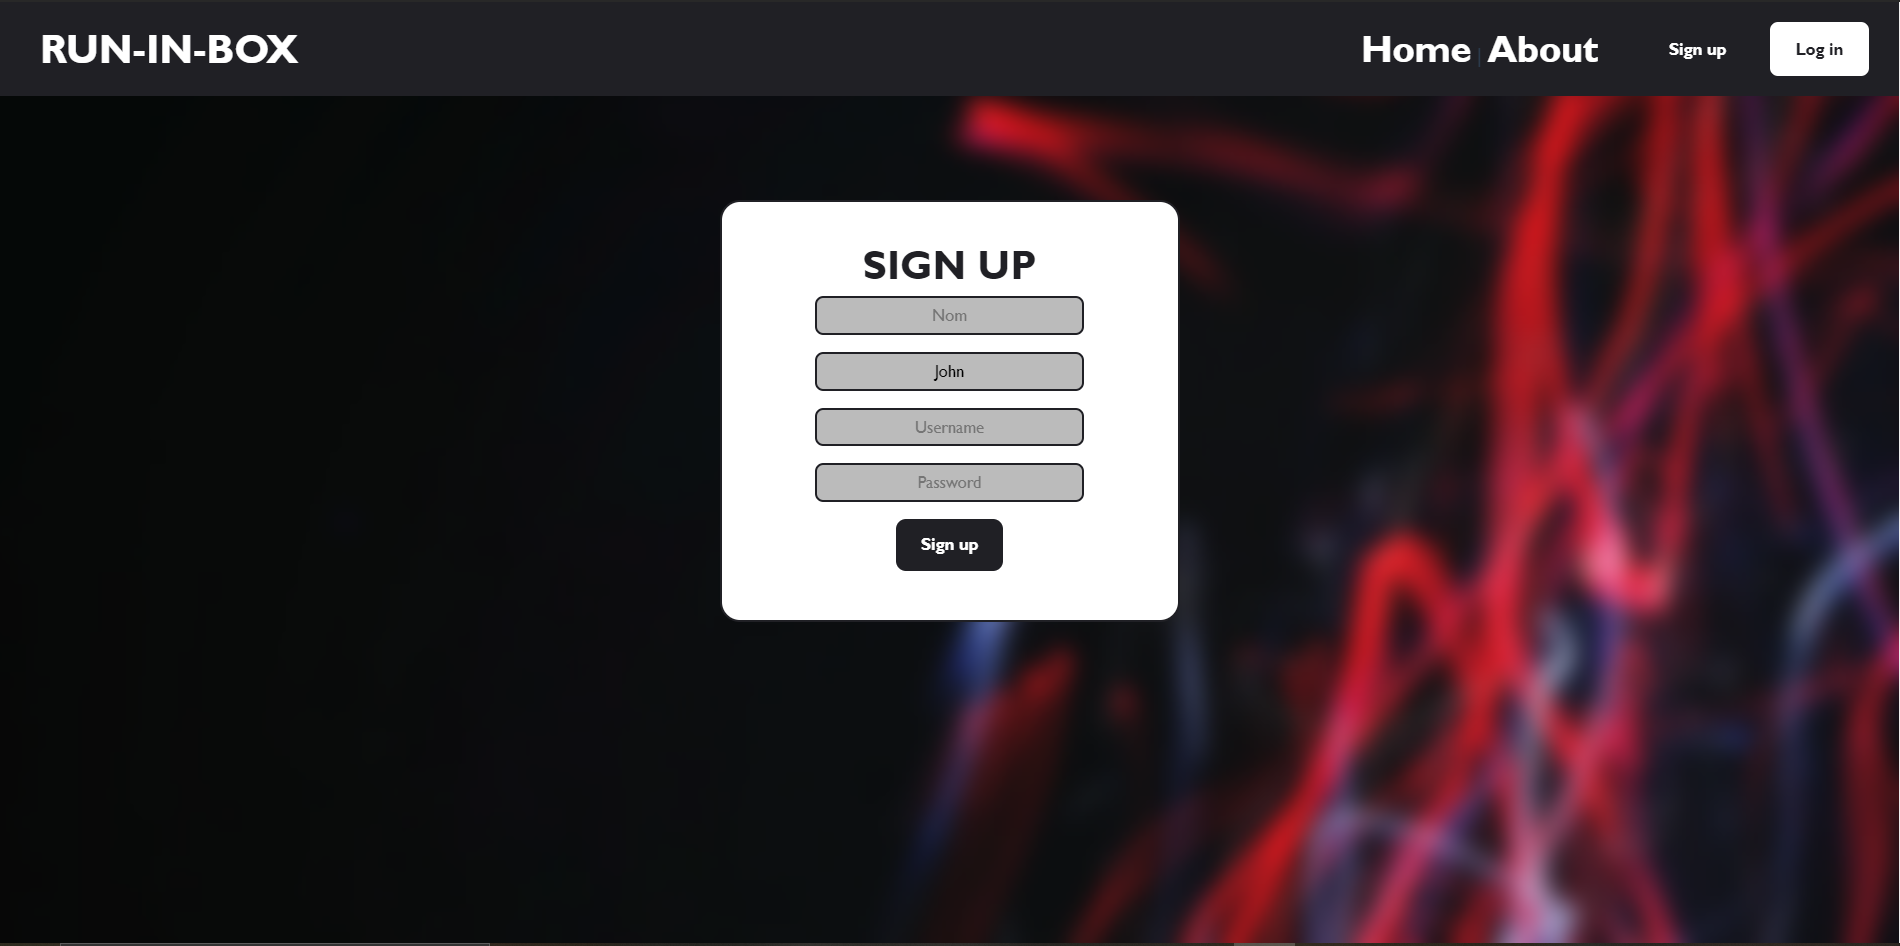 RUN-IN-BOX
Home | About
Sign up
Log in
SIGN UP
Nom
John
Username
Password
Sign up